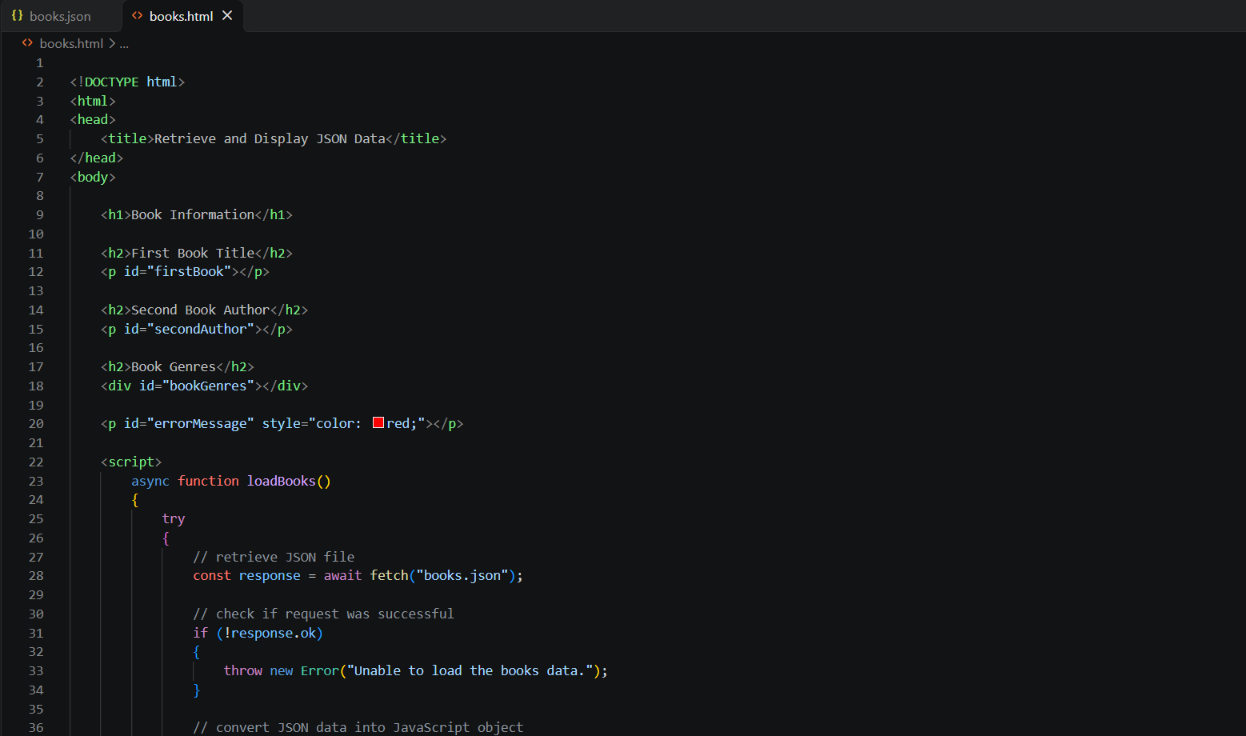 {} books.json <> books.html ×
<> books.html > ...
1
2 <!DOCTYPE html>
3 <html>
4 <head>
5     <title>Retrieve and Display JSON Data</title>
6 </head>
7 <body>
8
9     <h1>Book Information</h1>
10
11     <h2>First Book Title</h2>
12     <p id="firstBook"></p>
13
14     <h2>Second Book Author</h2>
15     <p id="secondAuthor"></p>
16
17     <h2>Book Genres</h2>
18     <div id="bookGenres"></div>
19
20     <p id="errorMessage" style="color: red;"></p>
21
22     <script>
23         async function loadBooks()
24         {
25             try
26             {
27                 // retrieve JSON file
28                 const response = await fetch("books.json");
29
30                 // check if request was successful
31                 if (!response.ok)
32                 {
33                     throw new Error("Unable to load the books data.");
34                 }
35
36                 // convert JSON data into JavaScript object